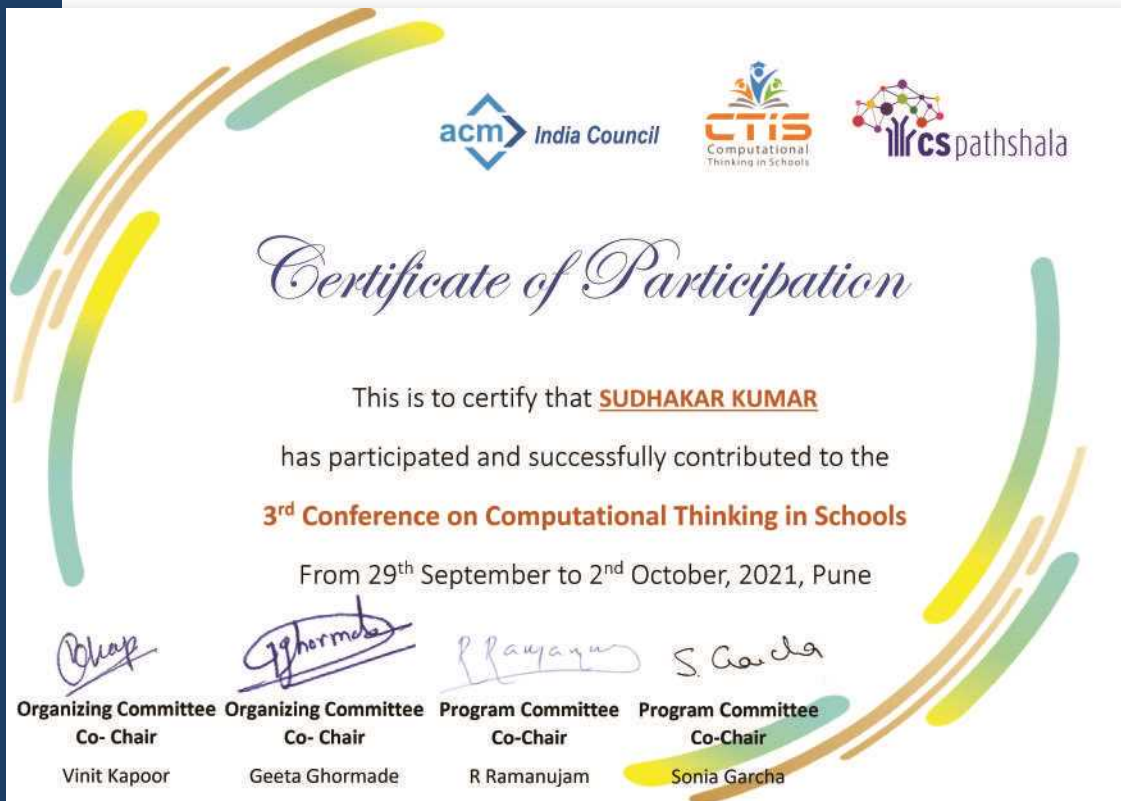 acm India Council
CTiS
Computational
Thinking in Schools
cspathshala
Certificate of Participation
This is to certify that SUDHAKAR KUMAR
has participated and successfully contributed to the
3rd Conference on Computational Thinking in Schools
From 29th September to 2nd October, 2021, Pune
gghormade
R Ramanujam
S. Garcha
Organizing Committee Organizing Committee Program Committee Program Committee
Co- Chair Co- Chair Co-Chair Co-Chair
Vinit Kapoor Geeta Ghormade R Ramanujam Sonia Garcha